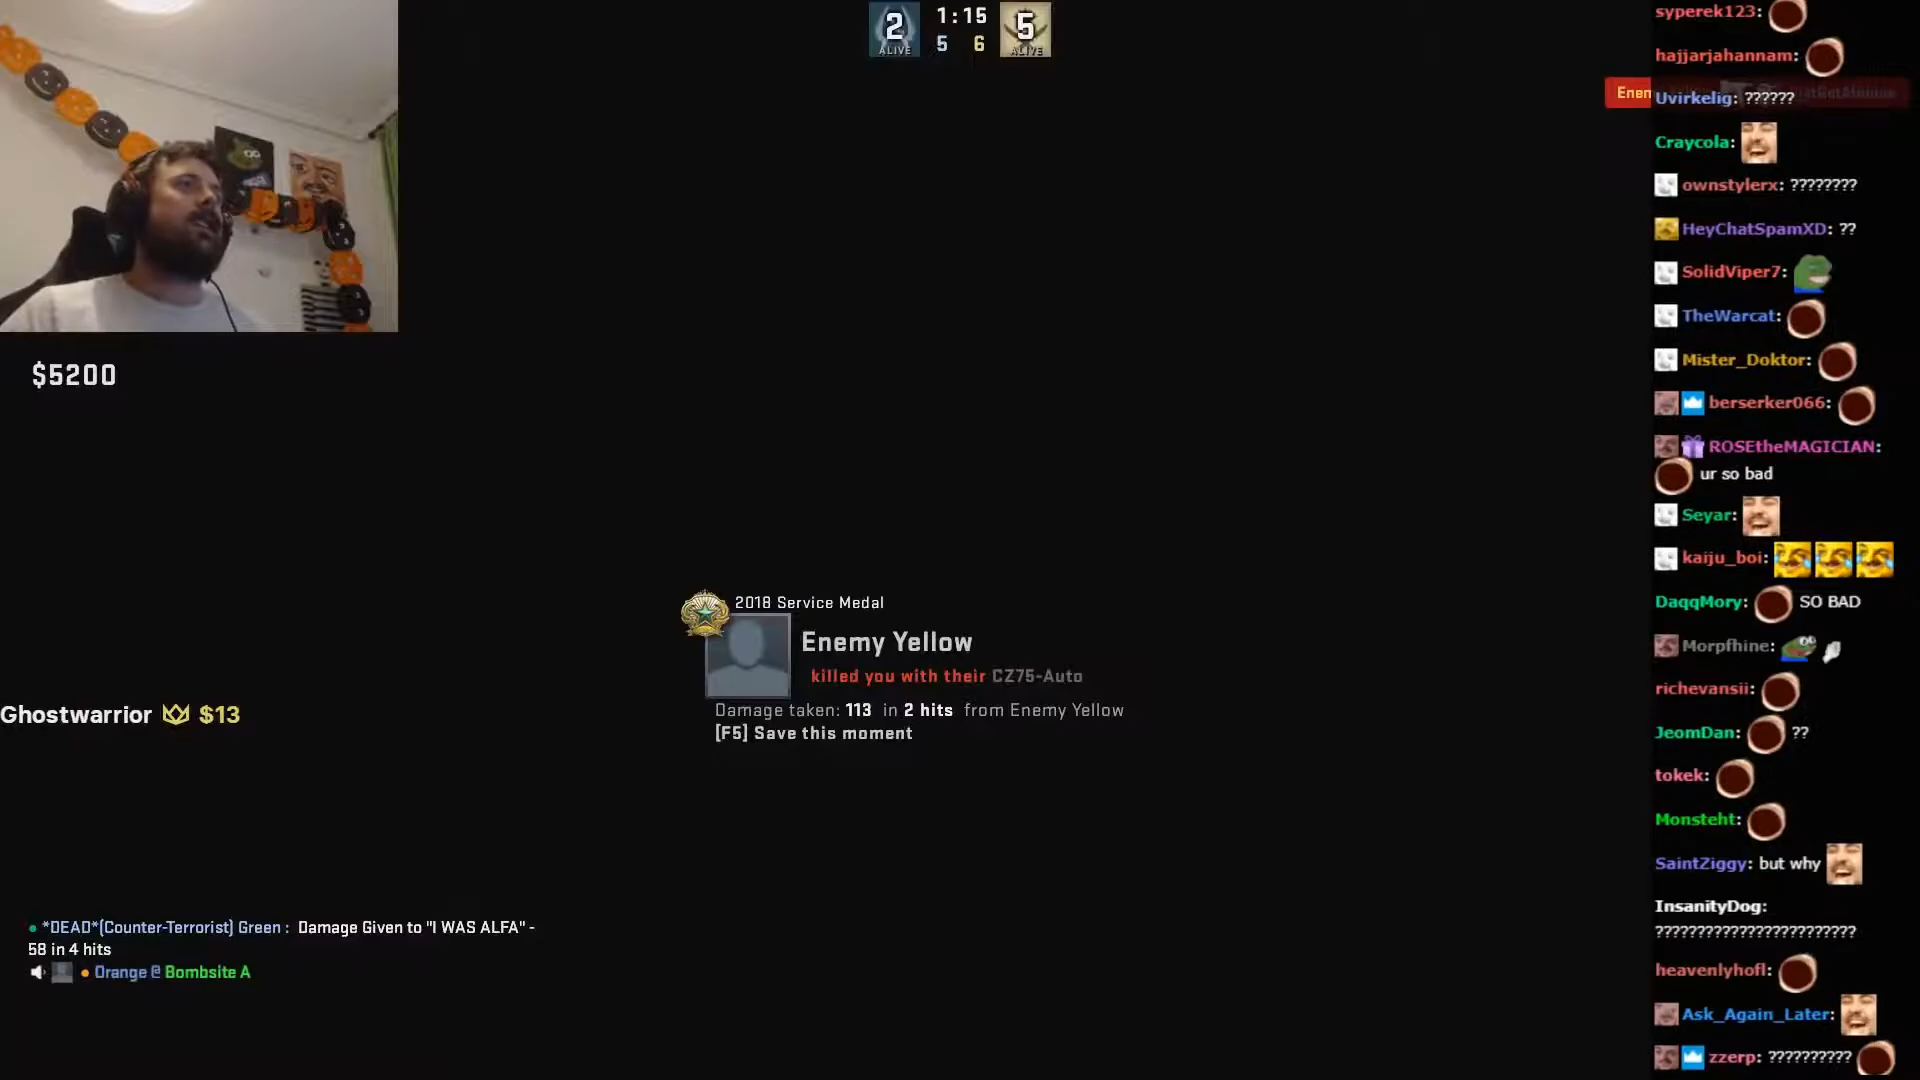 2
ALIVE
1:15
5 6
5
ALIVE
$5200
2018 Service Medal
Enemy Yellow
killed you with their CZ75-Auto
Damage taken: 113 in 2 hits from Enemy Yellow
[F5] Save this moment
Ghostwarrior $13
*DEAD*(Counter-Terrorist) Green : Damage Given to "I WAS ALFA" -
58 in 4 hits
Orange @ Bombsite A
syperek123:
hajjarjahannam:
Enem
Uvirkelig: ??????
Craycola:
ownstylerx: ????????
HeyChatSpamXD: ??
SolidViper7:
TheWarcat:
Mister_Doktor:
berserker066:
ROSEtheMAGICIAN:
ur so bad
Seyar:
kaiju_boi:
DaqqMory: SO BAD
Morpfhine:
richevansii:
JeomDan: ??
tokek:
Monsteht:
SaintZiggy: but why
InsanityDog:
????????????????????????
heavenlyhofl:
Ask_Again_Later:
zzerp: ??????????